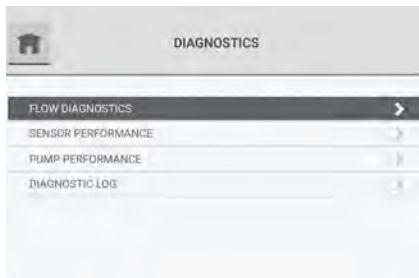 DIAGNOSTICS
FLOW DIAGNOSTICS
SENSOR PERFORMANCE
PUMP PERFORMANCE
DIAGNOSTIC LOG